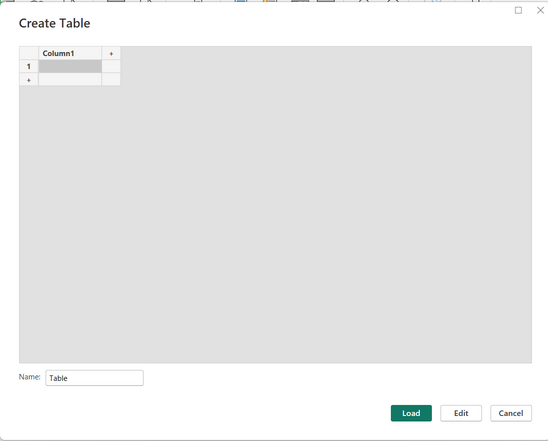 Create Table
Column1 +
1
+
Name: Table
Load Edit Cancel